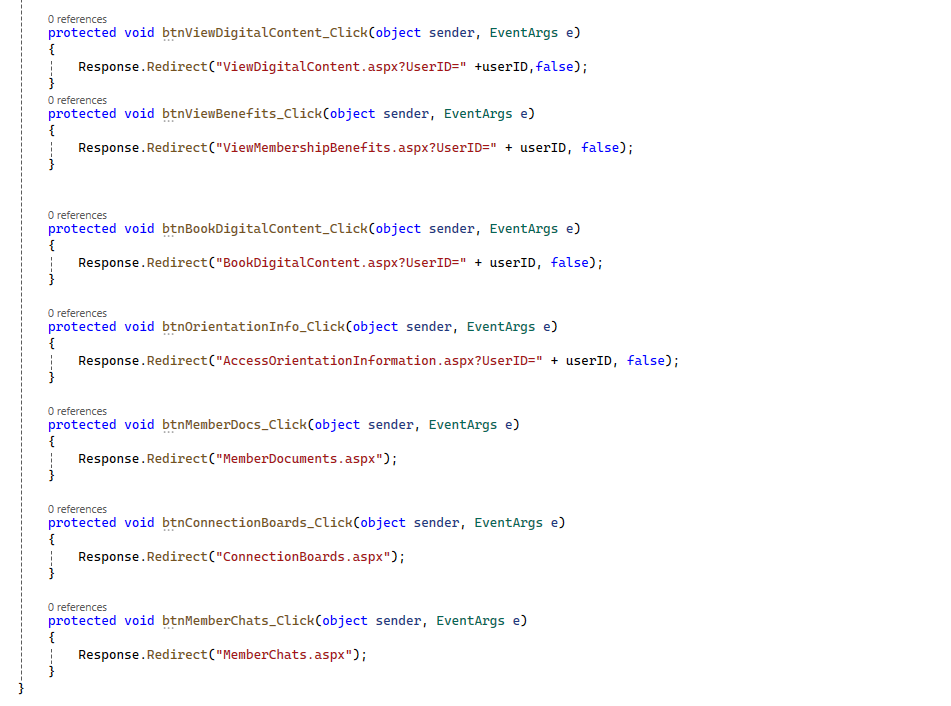 0 references
protected void btnViewDigitalContent_Click(object sender, EventArgs e)
{
Response.Redirect("ViewDigitalContent.aspx?UserID=" +userID,false);
}
0 references
protected void btnViewBenefits_Click(object sender, EventArgs e)
{
Response.Redirect("ViewMembershipBenefits.aspx?UserID=" + userID, false);
}
0 references
protected void btnBookDigitalContent_Click(object sender, EventArgs e)
{
Response.Redirect("BookDigitalContent.aspx?UserID=" + userID, false);
}
0 references
protected void btnOrientationInfo_Click(object sender, EventArgs e)
{
Response.Redirect("AccessOrientationInformation.aspx?UserID=" + userID, false);
}
0 references
protected void btnMemberDocs_Click(object sender, EventArgs e)
{
Response.Redirect("MemberDocuments.aspx");
}
0 references
protected void btnConnectionBoards_Click(object sender, EventArgs e)
{
Response.Redirect("ConnectionBoards.aspx");
}
0 references
protected void btnMemberChats_Click(object sender, EventArgs e)
{
Response.Redirect("MemberChats.aspx");
}
}